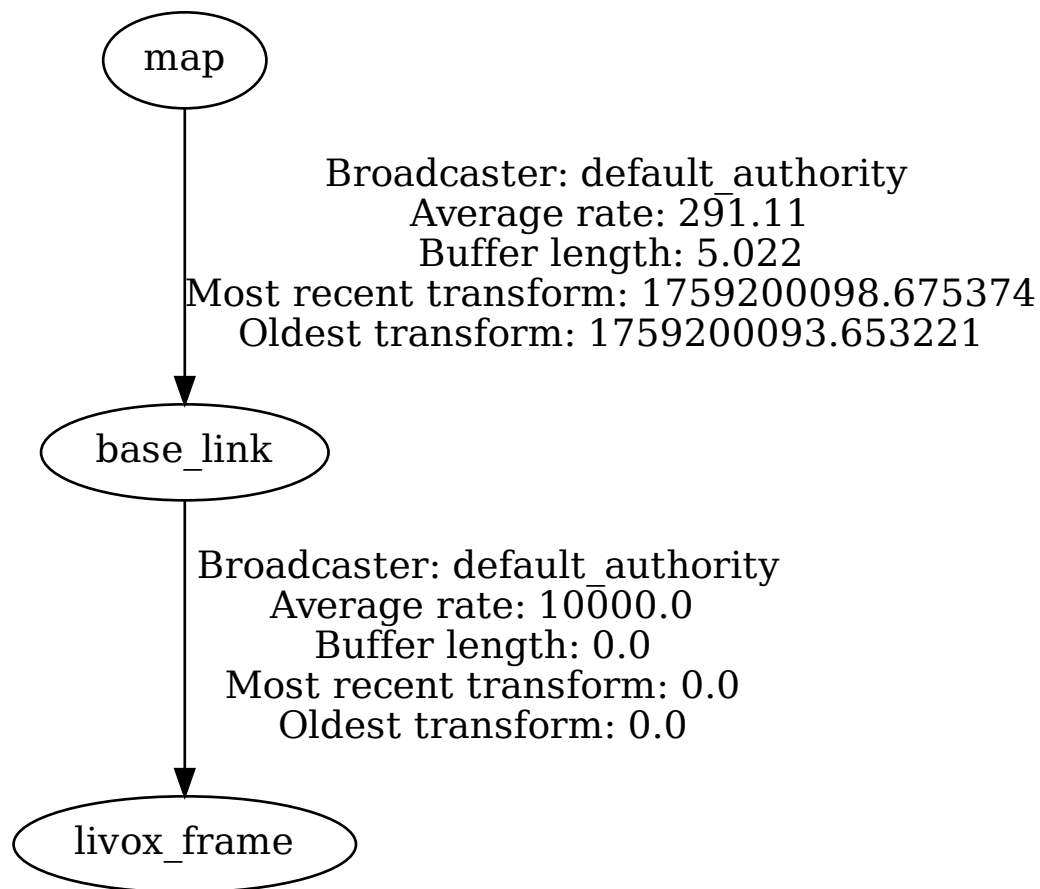 map
Broadcaster: default_authority
Average rate: 291.11
Buffer length: 5.022
Most recent transform: 1759200098.675374
Oldest transform: 1759200093.653221
base_link
Broadcaster: default_authority
Average rate: 10000.0
Buffer length: 0.0
Most recent transform: 0.0
Oldest transform: 0.0
livox_frame